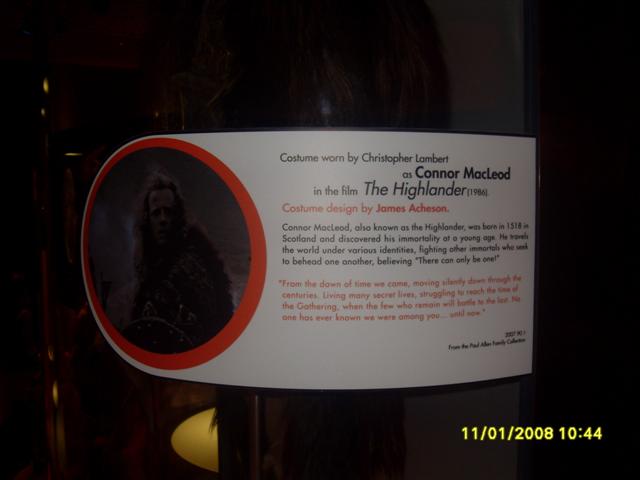 Costume worn by Christopher Lambert
as Connor MacLeod
in the film The Highlander (1986).
Costume design by James Acheson.
Connor MacLeod, also known as the Highlander, was born in 1518 in
Scotland and discovered his immortality at a young age. He travels
the world under various identities, fighting other immortals who seek
to behead one another, believing "There can only be one!"
"From the dawn of time we came, moving silently down through the
centuries. Living many secret lives, struggling to reach the time of
the Gathering, when the few who remain will battle to the last. No
one has ever known we were among you... until now."
2007.90.1
From the Paul Allen Family Collection
11/01/2008 10:44